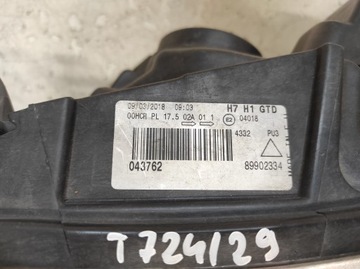 09/03/2018 09:03 H7 H1 GTD
00HCR PL 17.5 02A 01 1 E2 04018
4332 PU3
043762 89902334
T724/29